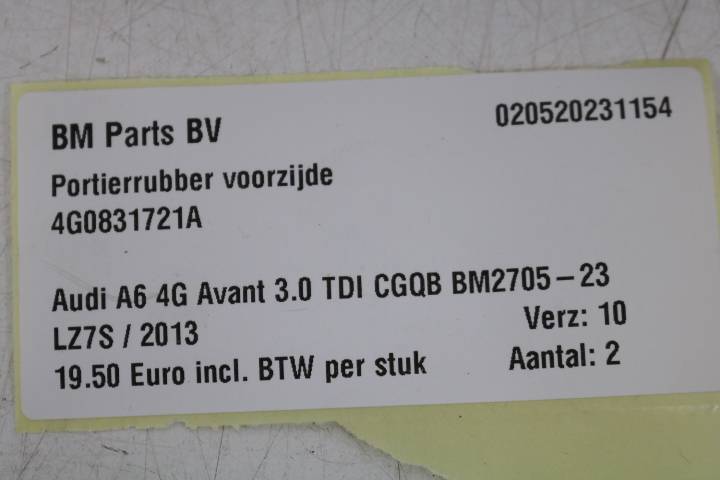 BM Parts BV
020520231154
Portierrubber voorzijde
4G0831721A
Audi A6 4G Avant 3.0 TDI CGQB BM2705-23
LZ7S / 2013
Verz: 10
19.50 Euro incl. BTW per stuk
Aantal: 2